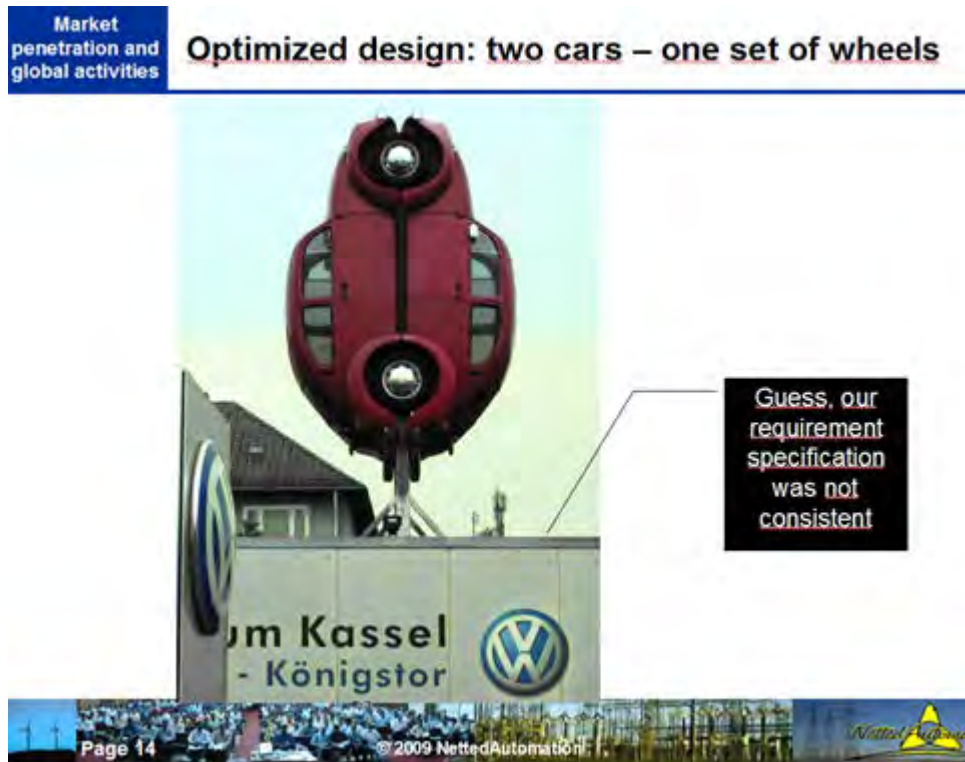 Market
penetration and
global activities
Optimized design: two cars – one set of wheels
Guess, our
requirement
specification
was not
consistent
um Kassel
- Königstor
Page 14
© 2009 NettedAutomation